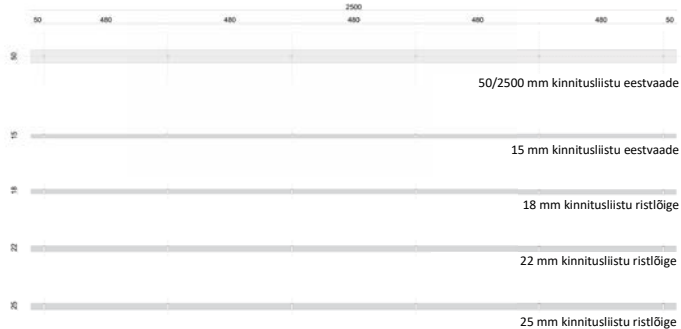 2500
50 480 480 480 480 480 50
50
50/2500 mm kinnitusliistu eestvaade
15
15 mm kinnitusliistu eestvaade
18
18 mm kinnitusliistu ristlõige
22
22 mm kinnitusliistu ristlõige
25
25 mm kinnitusliistu ristlõige